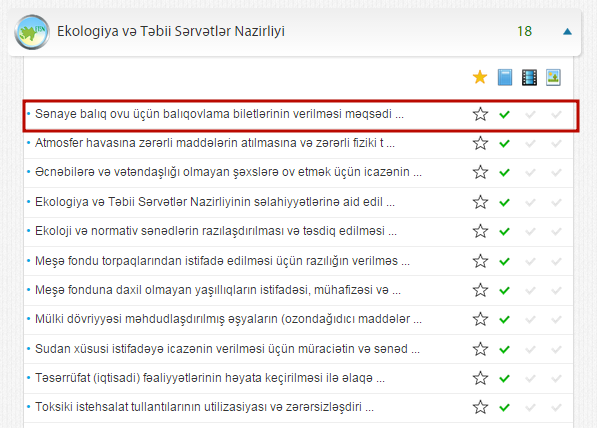 Ekologiya və Təbii Sərvətlər Nazirliyi 18
Sənaye balıq ovu üçün balıqovlama biletlərinin verilməsi məqsədi ...
Atmosfer havasına zərərli maddələrin atılmasına və zərərli fiziki t ...
Əcnəbilərə və vətəndaşlığı olmayan şəxslərə ov etmək üçün icazənin ...
Ekologiya və Təbii Sərvətlər Nazirliyinin səlahiyyətlərinə aid edil ...
Ekoloji və normativ sənədlərin razılaşdırılması və təsdiq edilməsi ...
Meşə fondu torpaqlarından istifadə edilməsi üçün razılığın verilməs ...
Meşə fonduna daxil olmayan yaşıllıqların istifadəsi, mühafizəsi və ...
Mülki dövriyyəsi məhdudlaşdırılmış əşyaların (ozondağıdıcı maddələr ...
Sudan xüsusi istifadəyə icazənin verilməsi üçün müraciətin və sənəd ...
Təsərrüfat (iqtisadi) fəaliyyətlərinin həyata keçirilməsi ilə əlaqə ...
Toksiki istehsalat tullantılarının utilizasiyası və zərərsizləşdiri ...